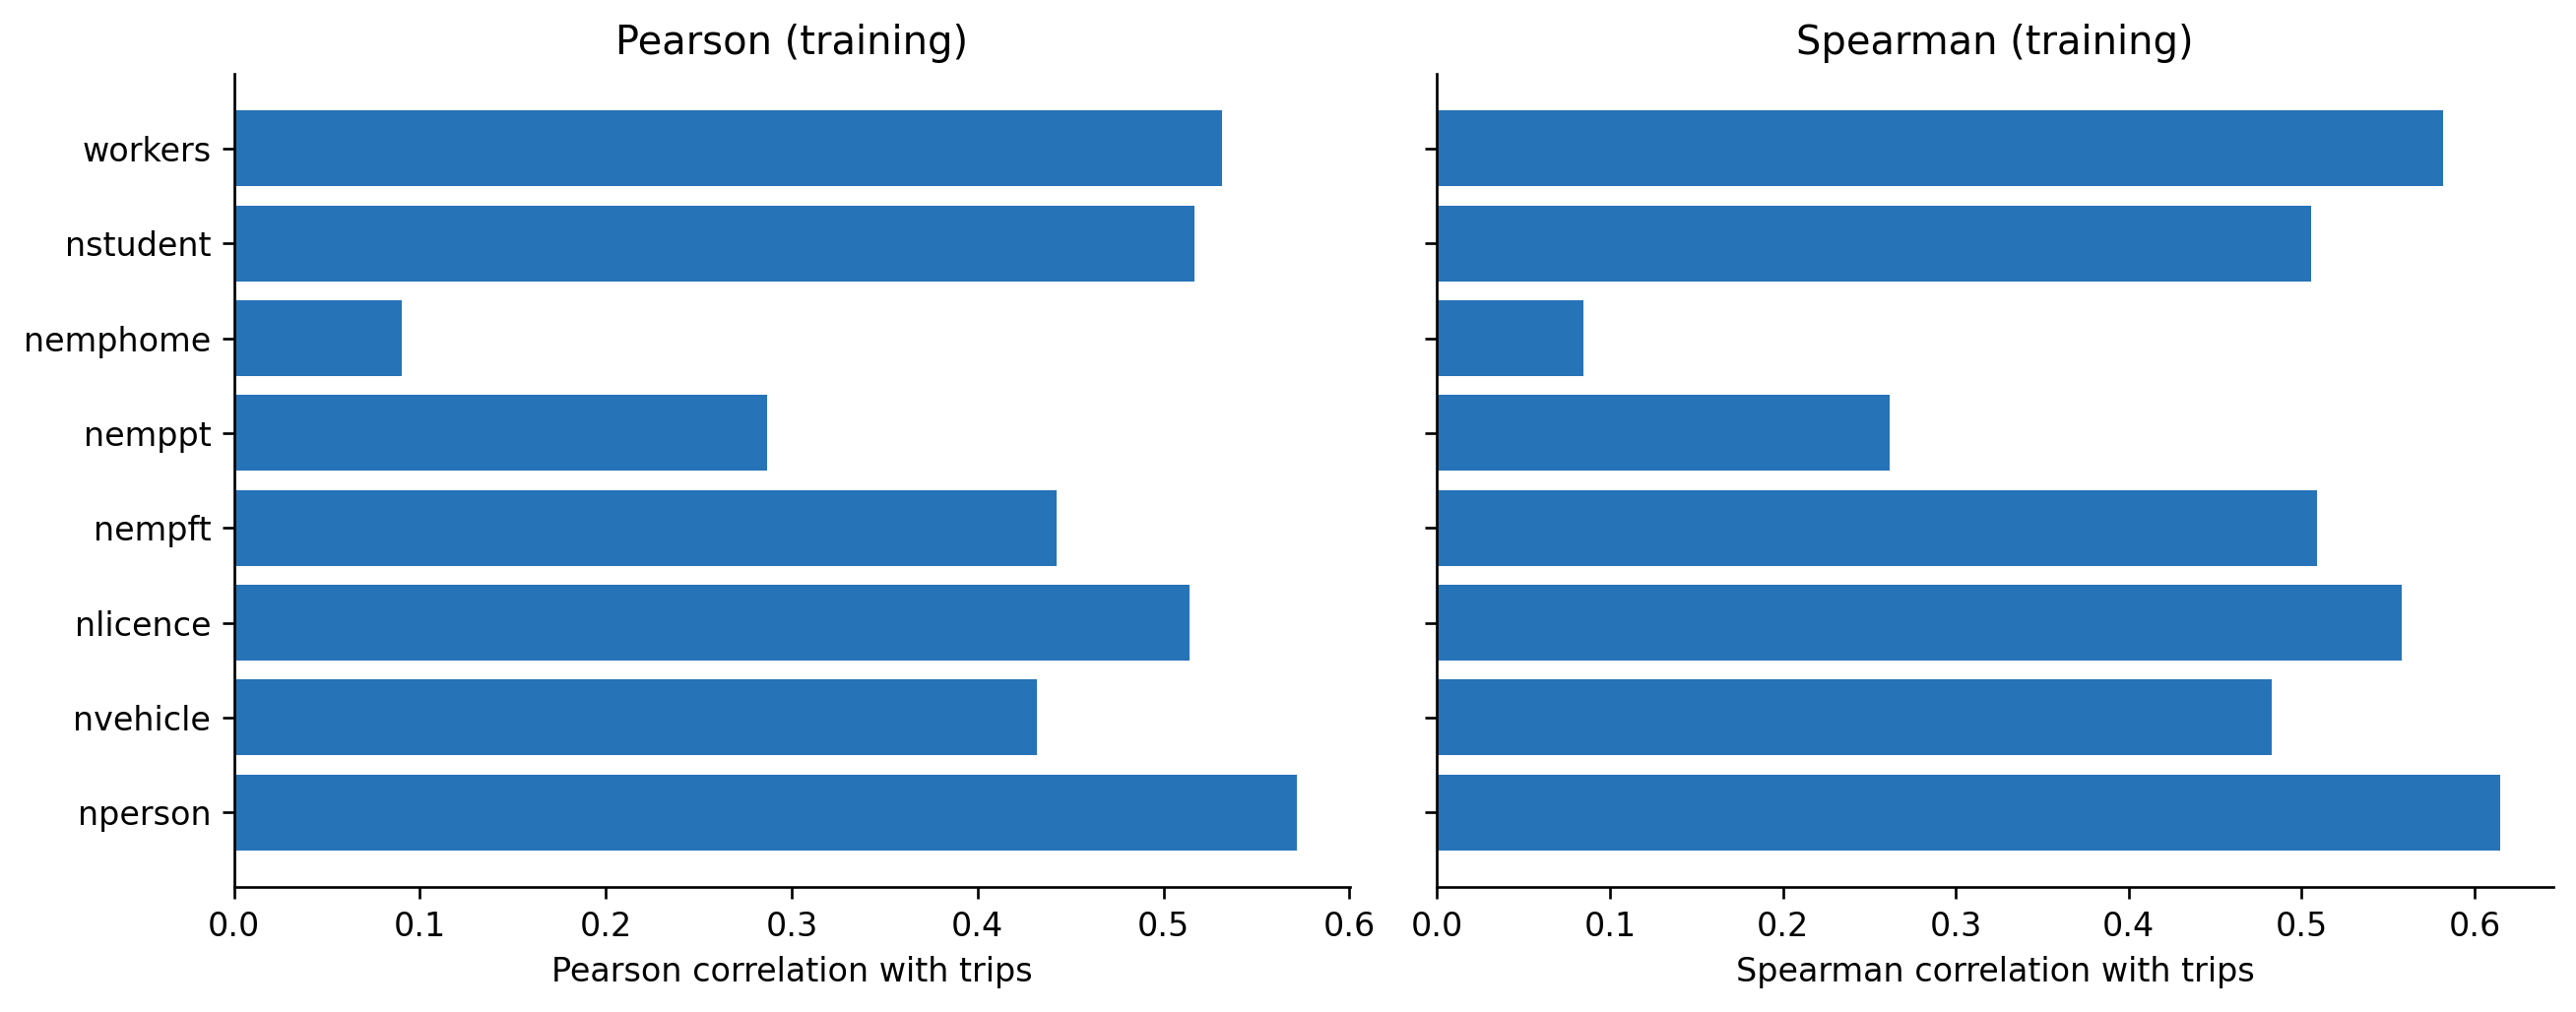 Pearson (training)
workers
nstudent
nemphome
nemppt
nempft
nlicence
nvehicle
nperson
0.0 0.1 0.2 0.3 0.4 0.5 0.6
Pearson correlation with trips
Spearman (training)
0.0 0.1 0.2 0.3 0.4 0.5 0.6
Spearman correlation with trips